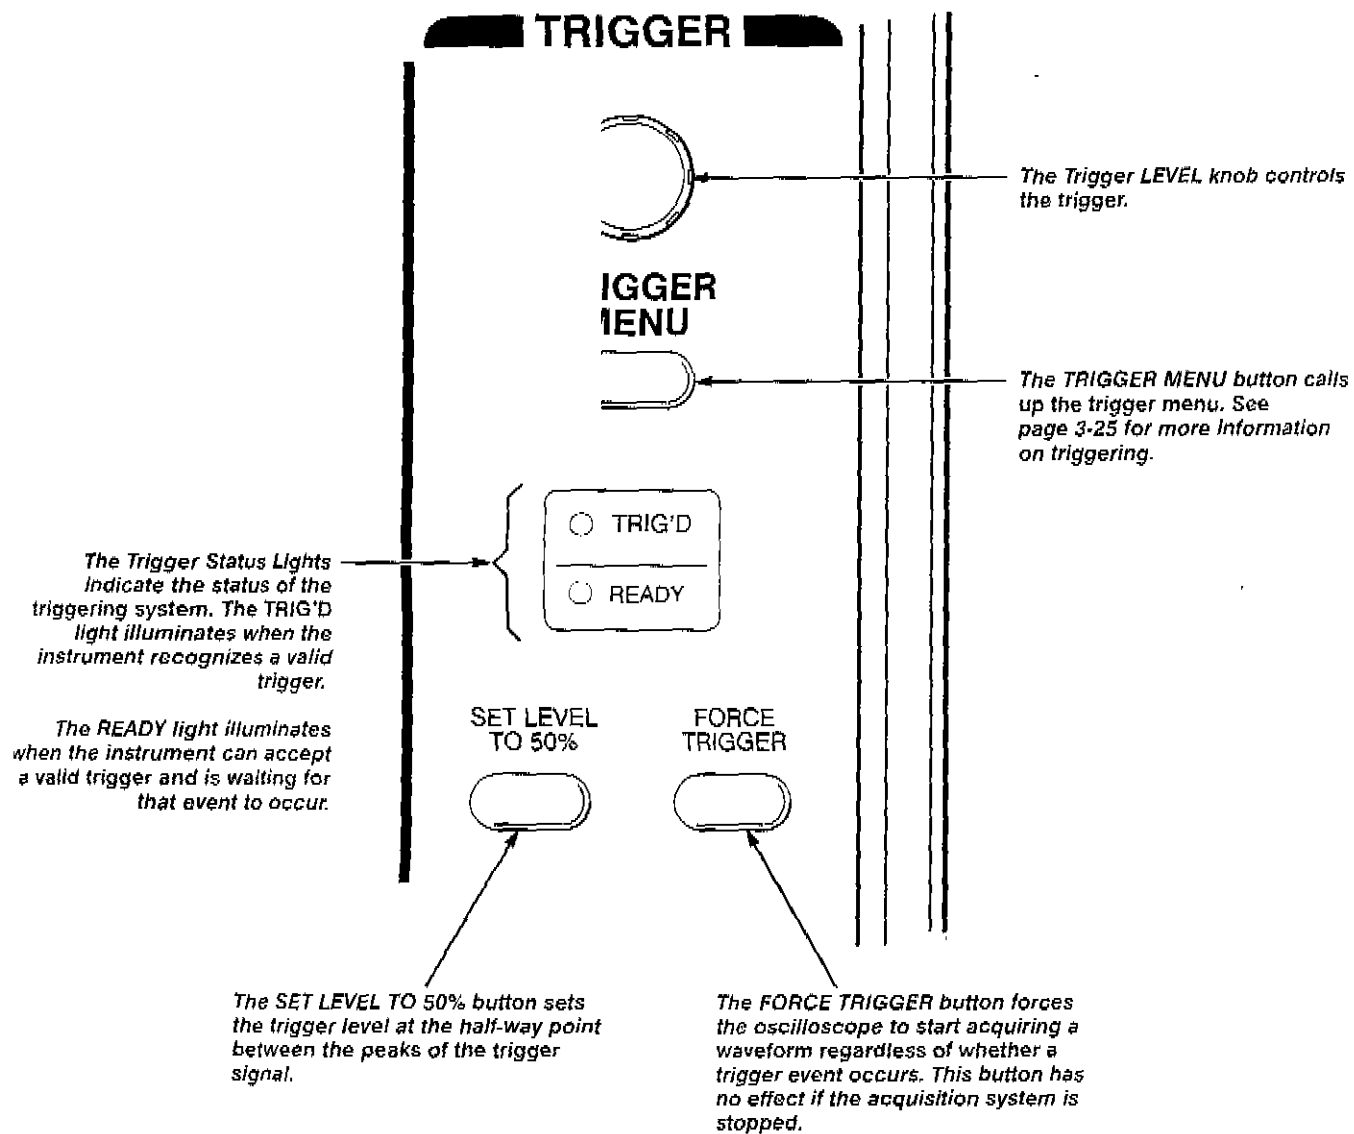 TRIGGER
The Trigger LEVEL knob controls
the trigger.
IGGER
IENU
The TRIGGER MENU button calls
up the trigger menu. See
page 3-25 for more information
on triggering.
TRIG'D
READY
The Trigger Status Lights
indicate the status of the
triggering system. The TRIG'D
light illuminates when the
instrument recognizes a valid
trigger.
The READY light illuminates
when the instrument can accept
a valid trigger and is waiting for
that event to occur.
SET LEVEL
TO 50%
FORCE
TRIGGER
The SET LEVEL TO 50% button sets
the trigger level at the half-way point
between the peaks of the trigger
signal.
The FORCE TRIGGER button forces
the oscilloscope to start acquiring a
waveform regardless of whether a
trigger event occurs. This button has
no effect if the acquisition system is
stopped.